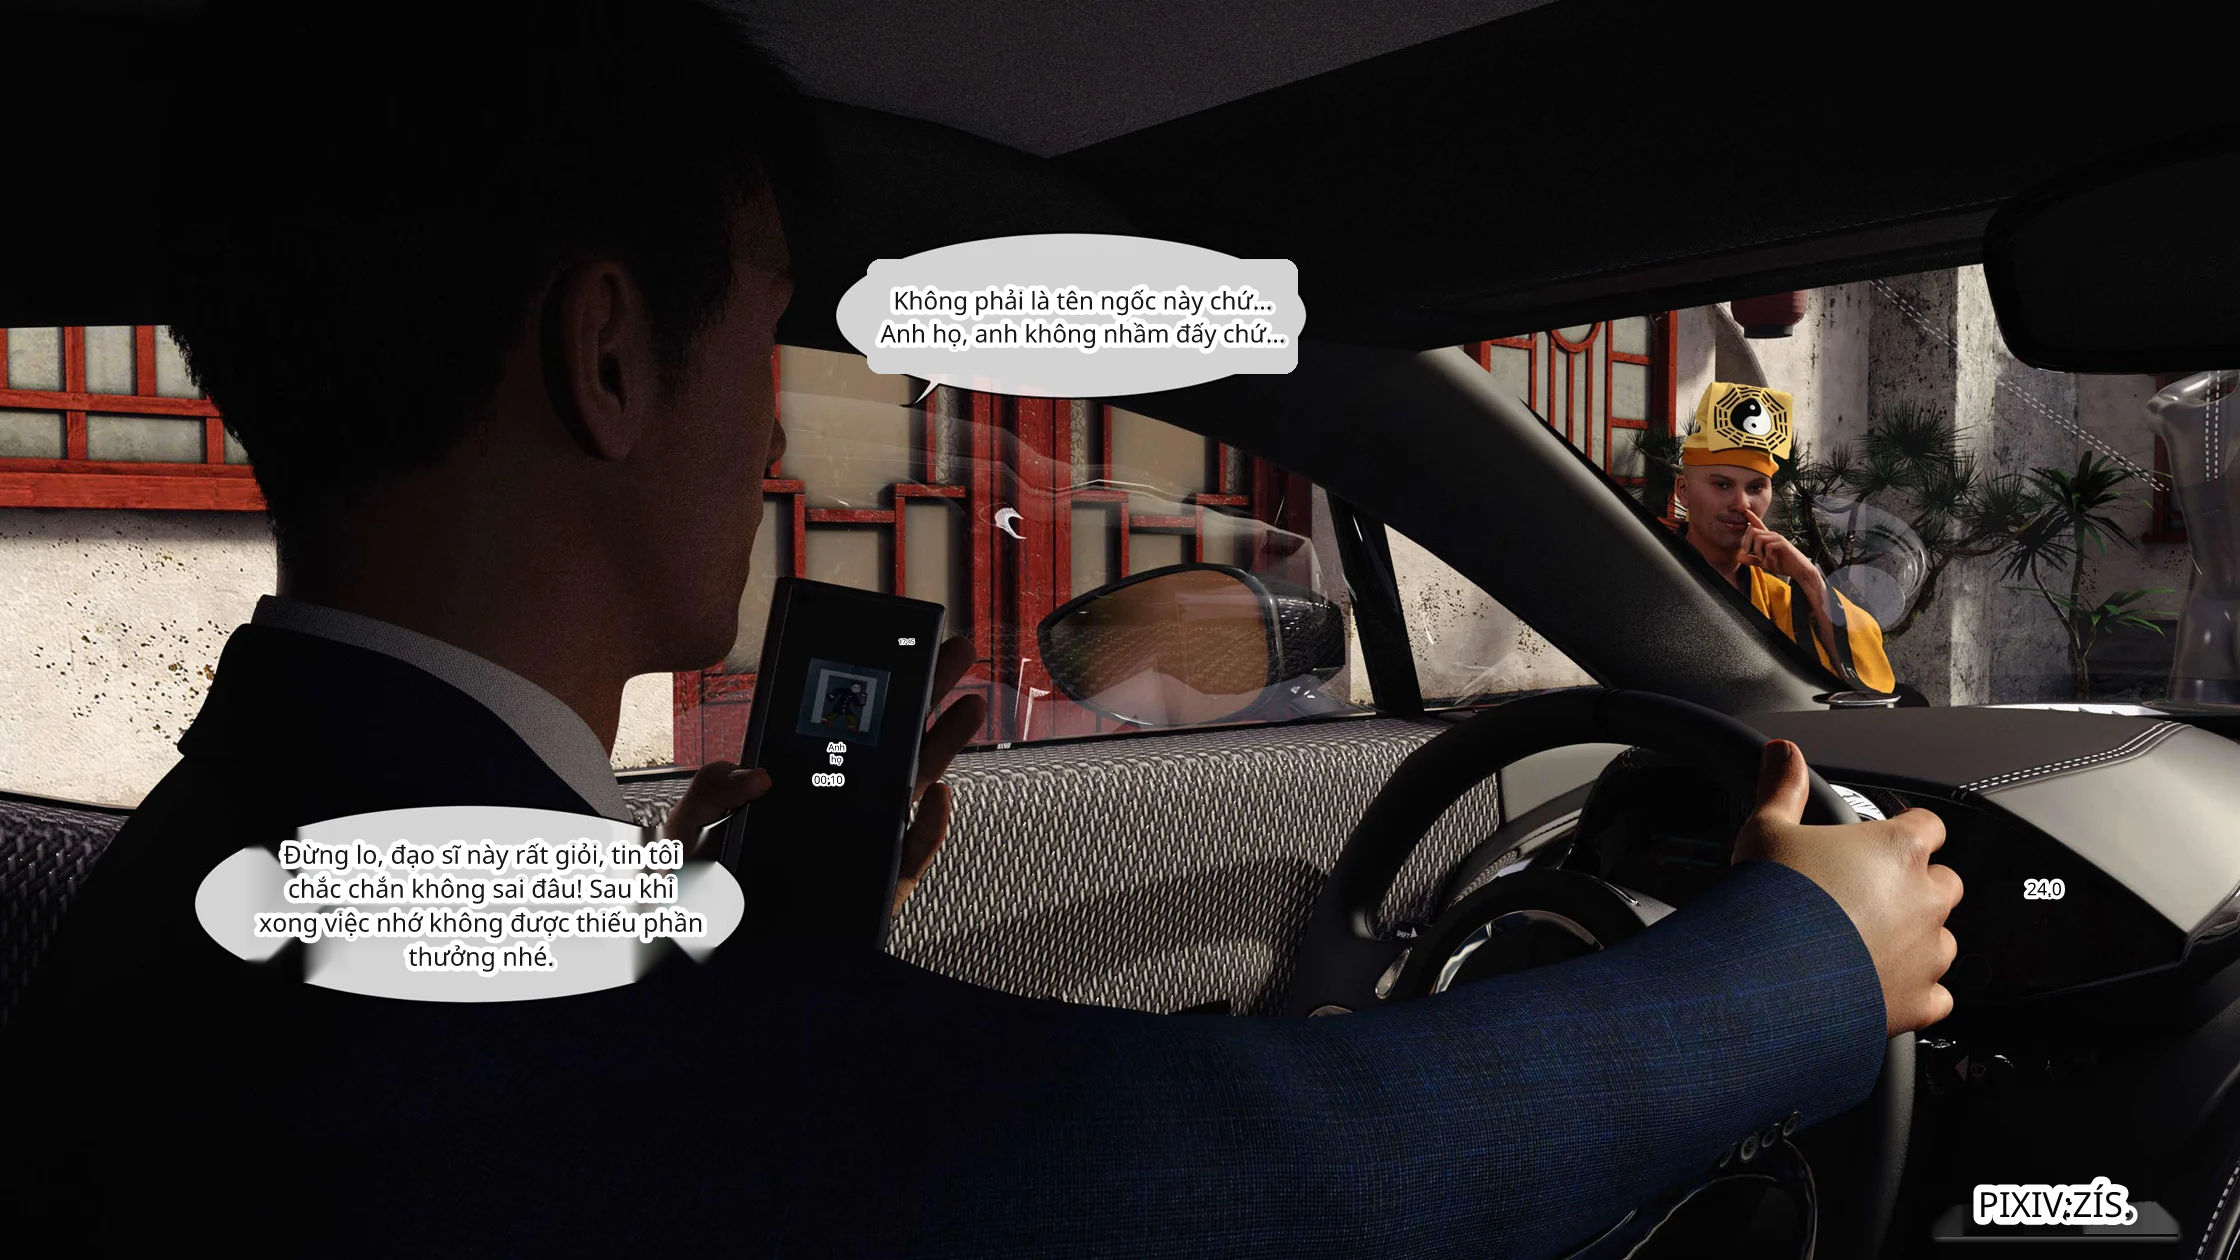 Không phải là tên ngốc này chứ...
Anh họ, anh không nhầm đấy chứ...
17:45
Anh
họ
00:10
Đừng lo, đạo sĩ này rất giỏi, tin tôi
chắc chắn không sai đâu! Sau khi
xong việc nhớ không được thiếu phần
thưởng nhé.
24,0
PIXIV:ZÍS,